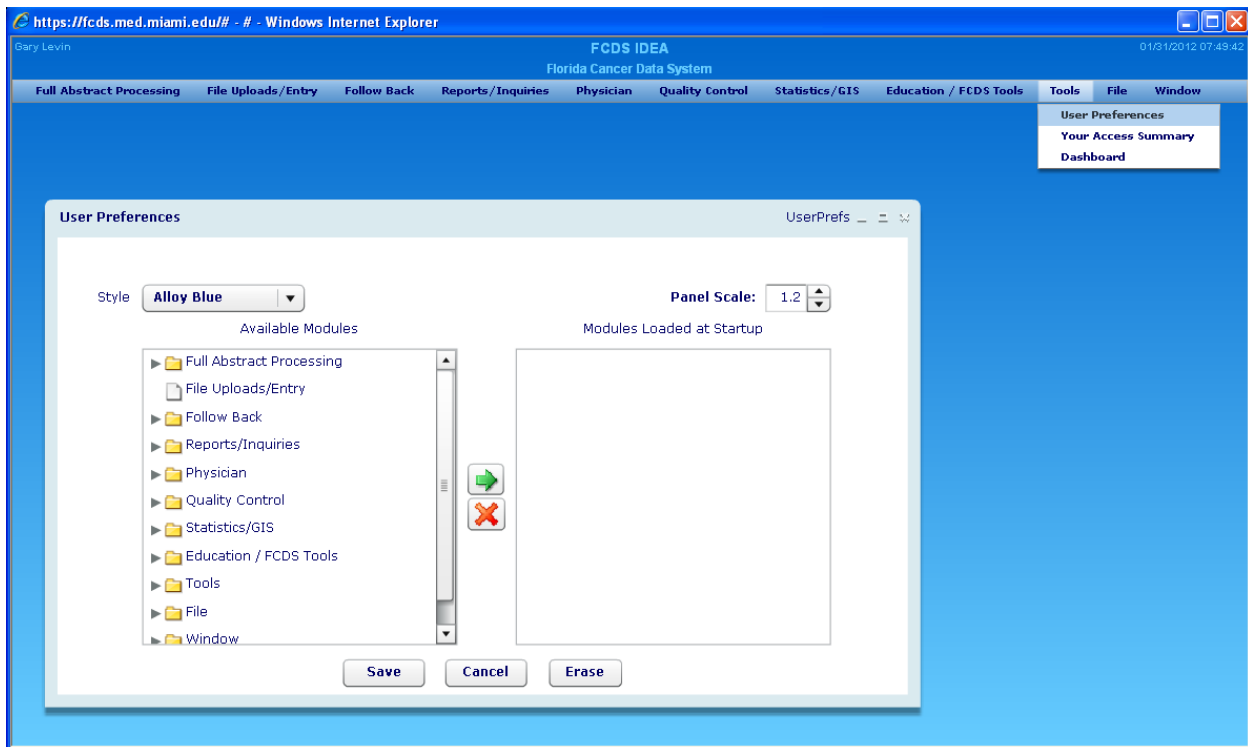 https://fcds.med.miami.edu/# - # - Windows Internet Explorer
Gary Levin FCDS IDEA 01/31/2012 07:49:42
Florida Cancer Data System
Full Abstract Processing File Uploads/Entry Follow Back Reports/Inquiries Physician Quality Control Statistics/GIS Education / FCDS Tools Tools File Window
User Preferences
Your Access Summary
Dashboard
User Preferences UserPrefs
Style Alloy Blue Panel Scale: 1.2
Available Modules Modules Loaded at Startup
Full Abstract Processing
File Uploads/Entry
Follow Back
Reports/Inquiries
Physician
Quality Control
Statistics/GIS
Education / FCDS Tools
Tools
File
Window
Save Cancel Erase